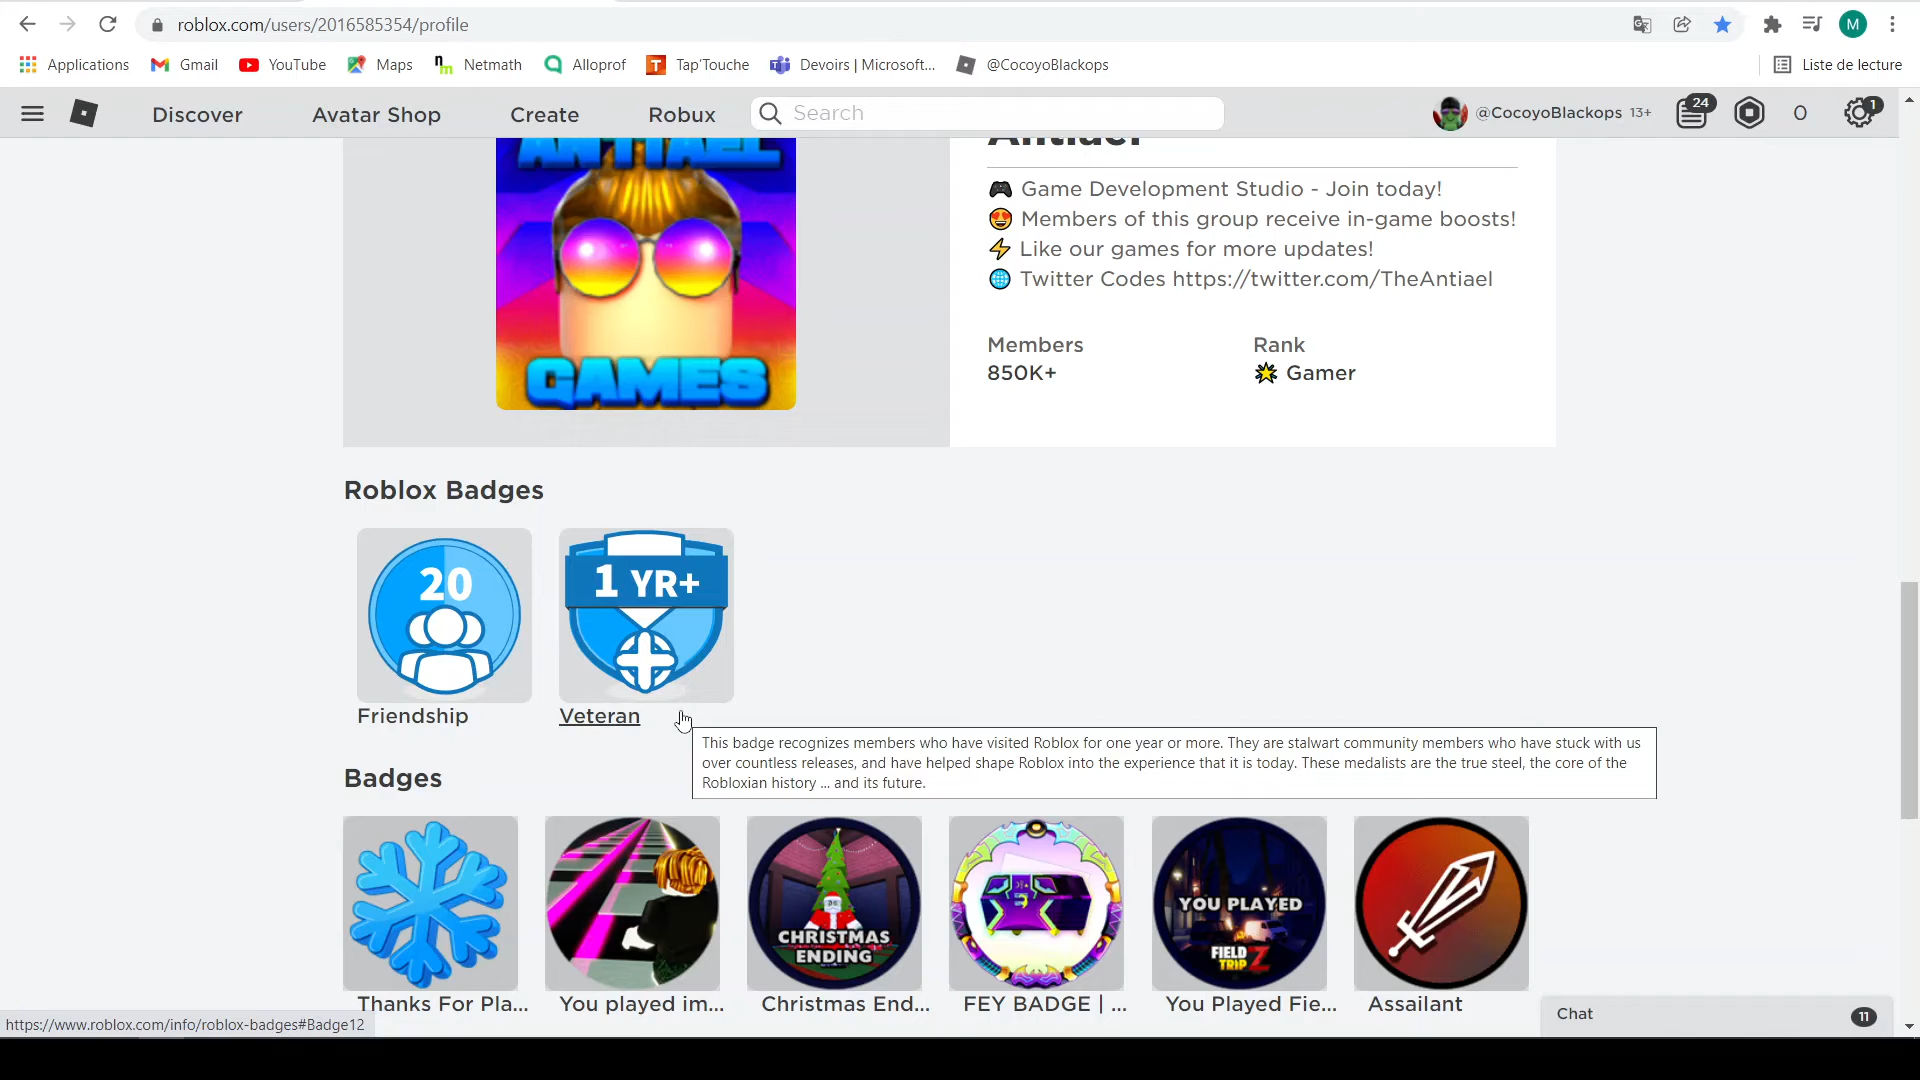 roblox.com/users/2016585354/profile
M
Applications
Gmail
YouTube
Maps
Netmath
Alloprof
Tap'Touche
Devoirs | Microsoft...
@CocoyoBlackops
Liste de lecture
Discover
Avatar Shop
Create
Robux
Search
@CocoyoBlackops 13+
24
0
1
ANTIAEL
GAMES
Antiael
Game Development Studio - Join today!
Members of this group receive in-game boosts!
Like our games for more updates!
Twitter Codes https://twitter.com/TheAntiael
Members
Rank
850K+
Gamer
Roblox Badges
20
1 YR+
Friendship
Veteran
This badge recognizes members who have visited Roblox for one year or more. They are stalwart community members who have stuck with us
over countless releases, and have helped shape Roblox into the experience that it is today. These medalists are the true steel, the core of the
Robloxian history ... and its future.
Badges
CHRISTMAS
ENDING
YOU PLAYED
FIELD
TRIP Z
Thanks For Pla...
You played im...
Christmas End...
FEY BADGE | ...
You Played Fie...
Assailant
Chat
11
https://www.roblox.com/info/roblox-badges#Badge12